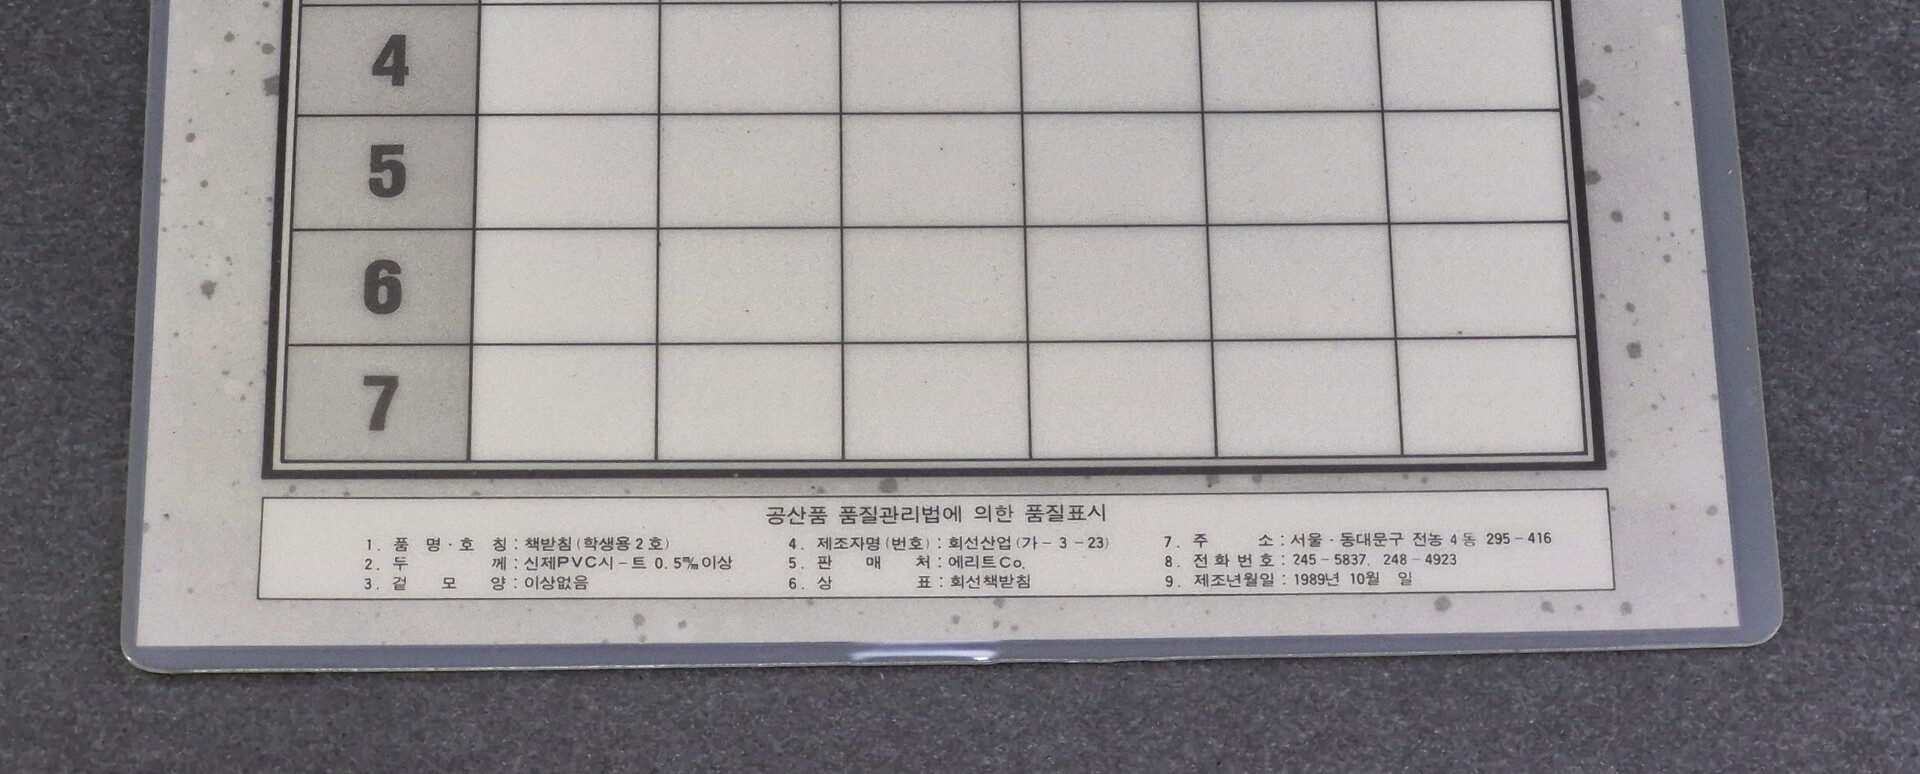 4
5
6
7
공산품 품질관리법에 의한 품질표시
1. 품 명·호 칭 : 책받침(학생용2호)
2. 두 께 : 신제PVC시-트 0.5㎜이상
3. 겉 모 양 : 이상없음
4. 제조자명(번호) : 회선산업(가-3-23)
5. 판 매 처 : 에리트Co.
6. 상 표 : 회선책받침
7. 주 소 : 서울·동대문구 전농4동 295-416
8. 전화번호 : 245-5837, 248-4923
9. 제조년월일 : 1989년 10월 일